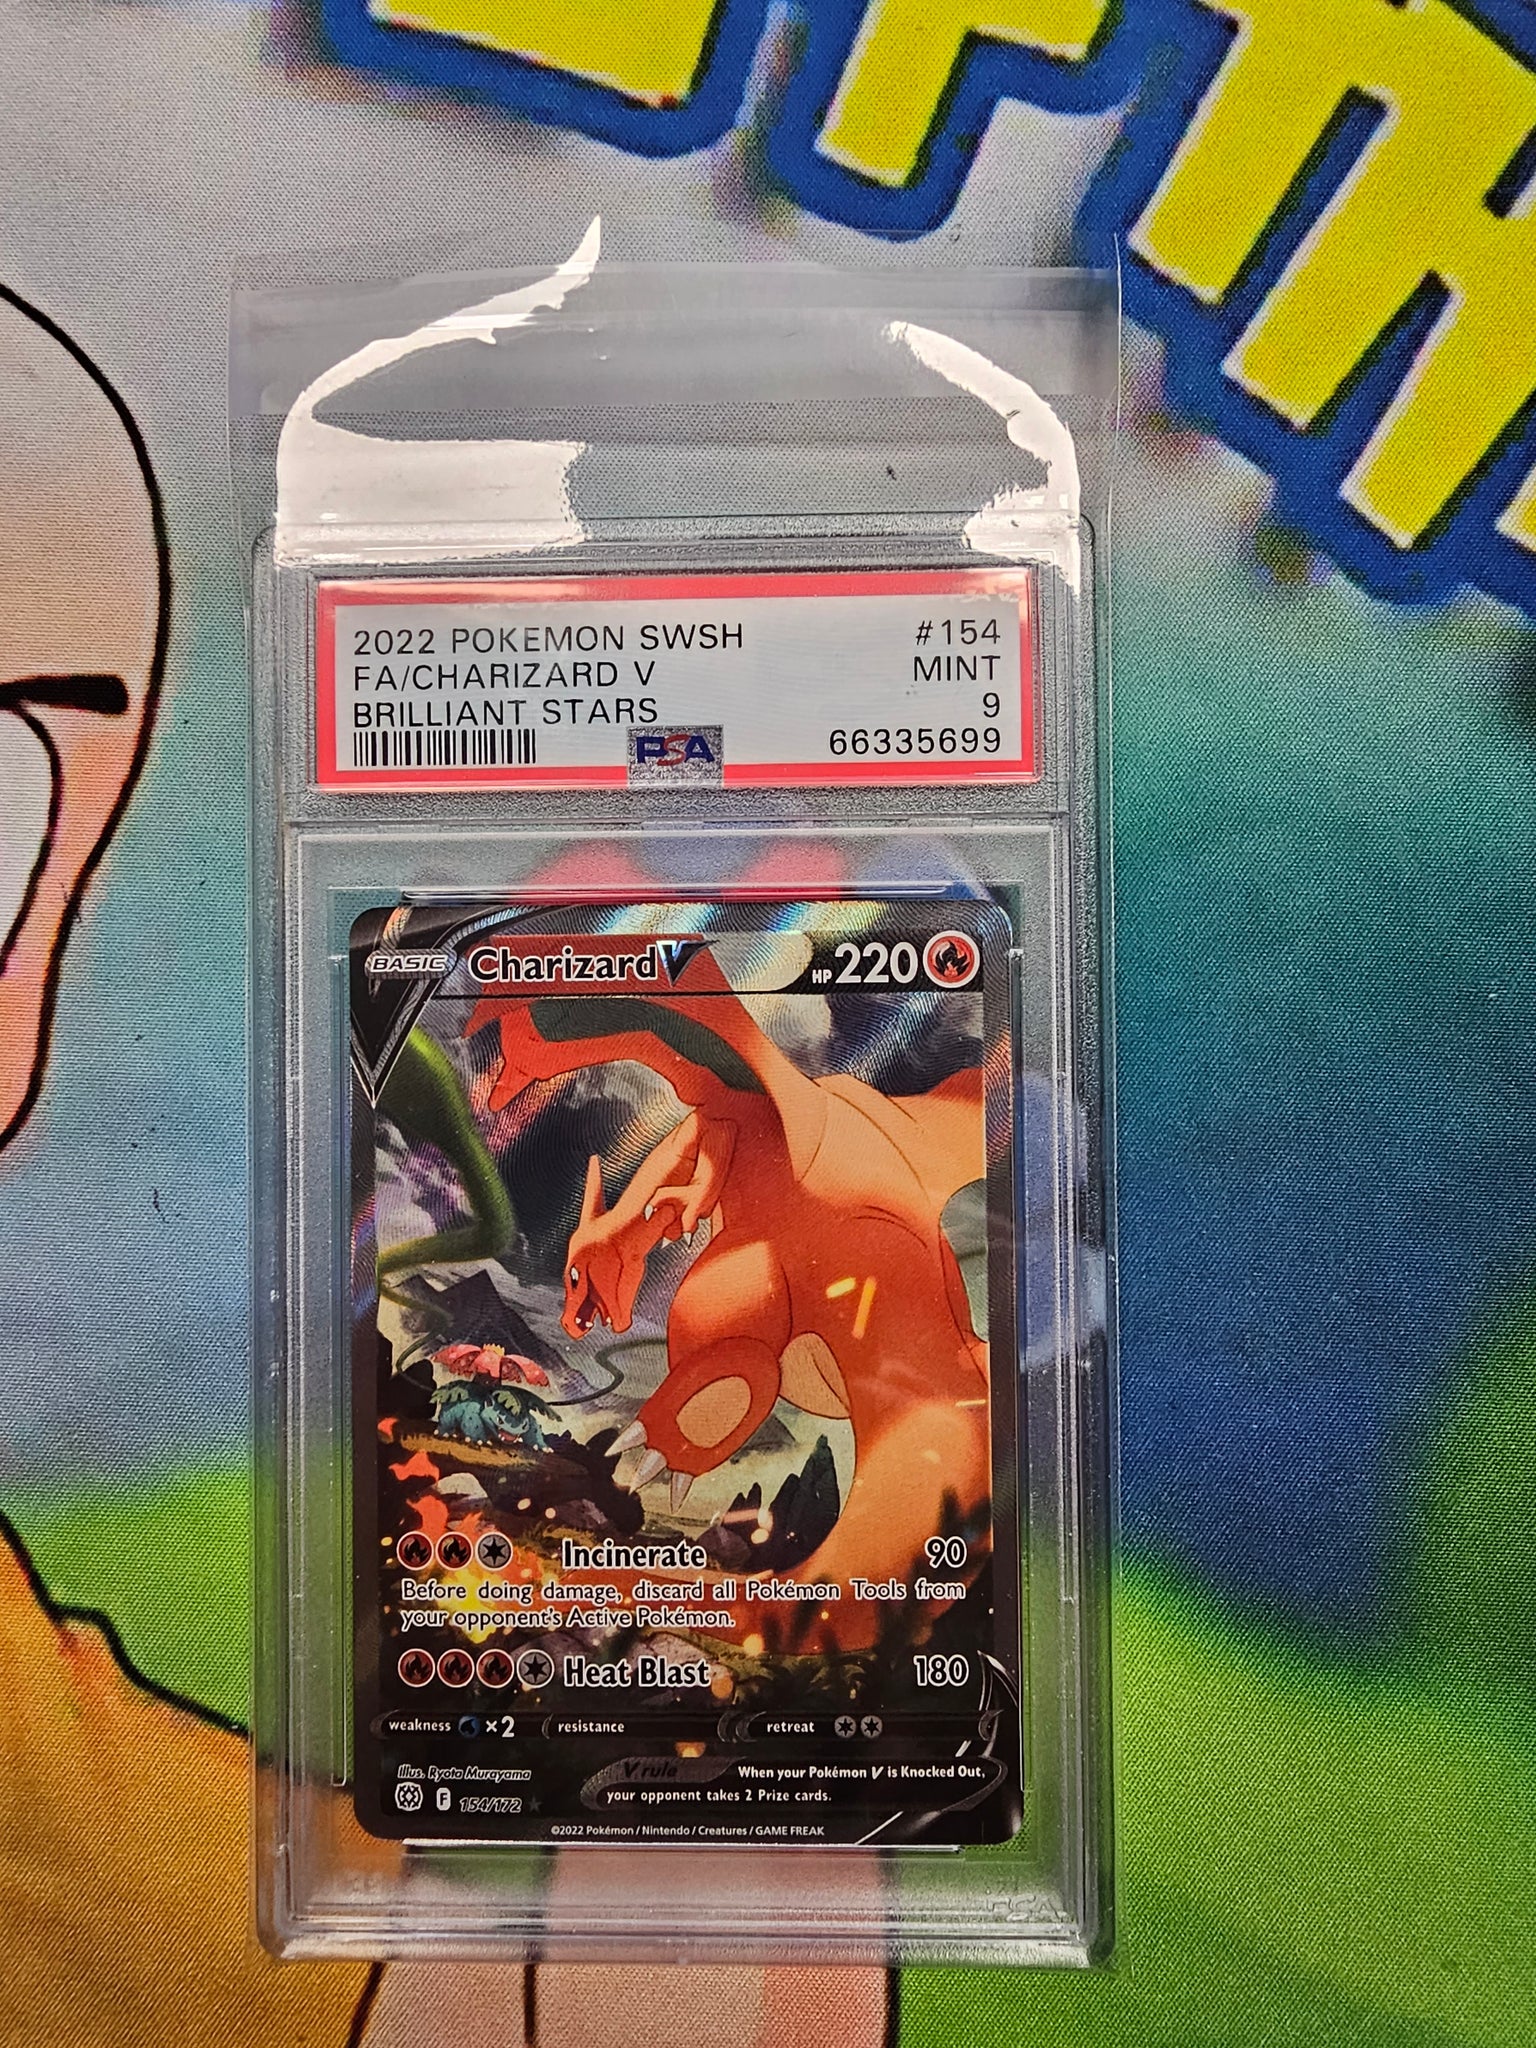 2022 POKEMON SWSH #154
FA/CHARIZARD V MINT
BRILLIANT STARS 9
PSA 66335699
BASIC Charizard V HP 220
Incinerate 90
Before doing damage, discard all Pokémon Tools from
your opponent's Active Pokémon.
Heat Blast 180
weakness ×2 resistance retreat
Illus. Ryota Murayama
V rule When your Pokémon V is Knocked Out,
your opponent takes 2 Prize cards.
F 154/172 ★
©2022 Pokémon / Nintendo / Creatures / GAME FREAK
PSA